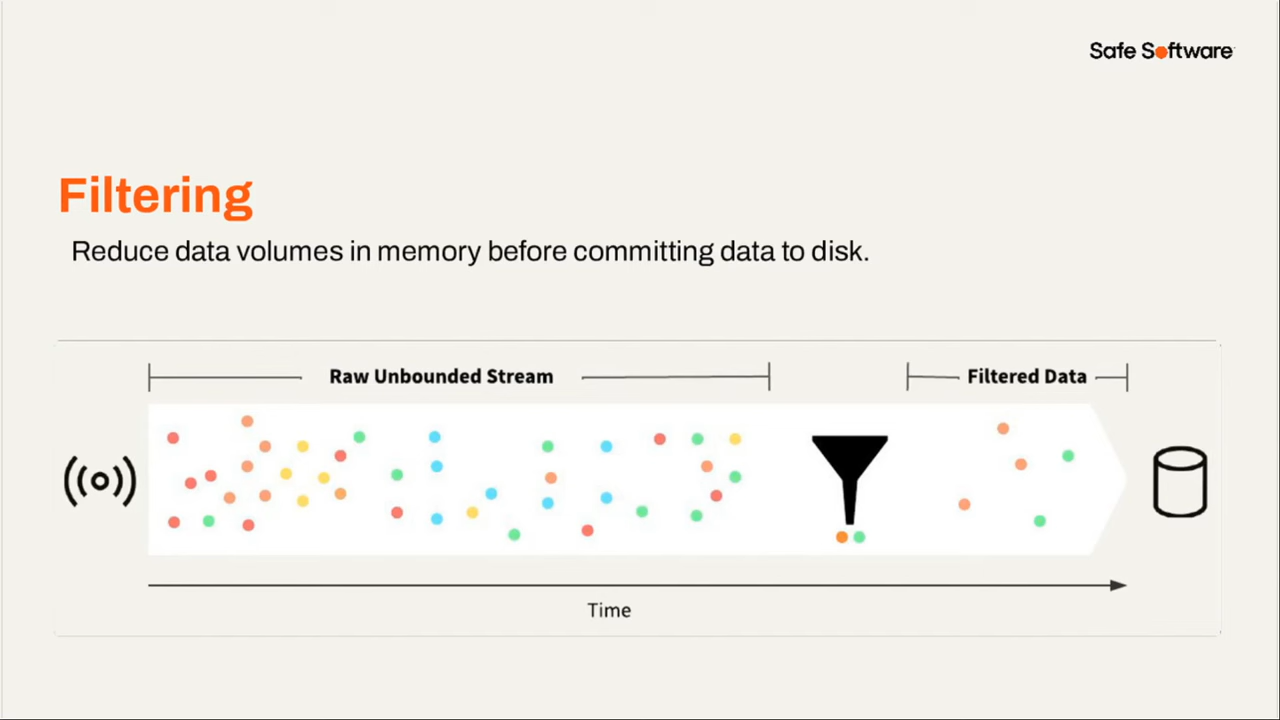 Safe Software
Filtering
Reduce data volumes in memory before committing data to disk.
Raw Unbounded Stream
Filtered Data
Time